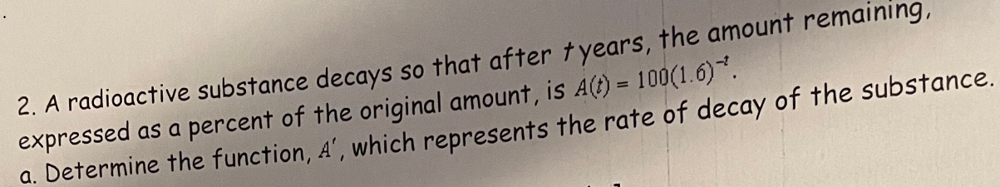 2. A radioactive substance decays so that after t years, the amount remaining,
expressed as a percent of the original amount, is A(t) = 100(1.6)⁻ᵗ.
a. Determine the function, A′, which represents the rate of decay of the substance.